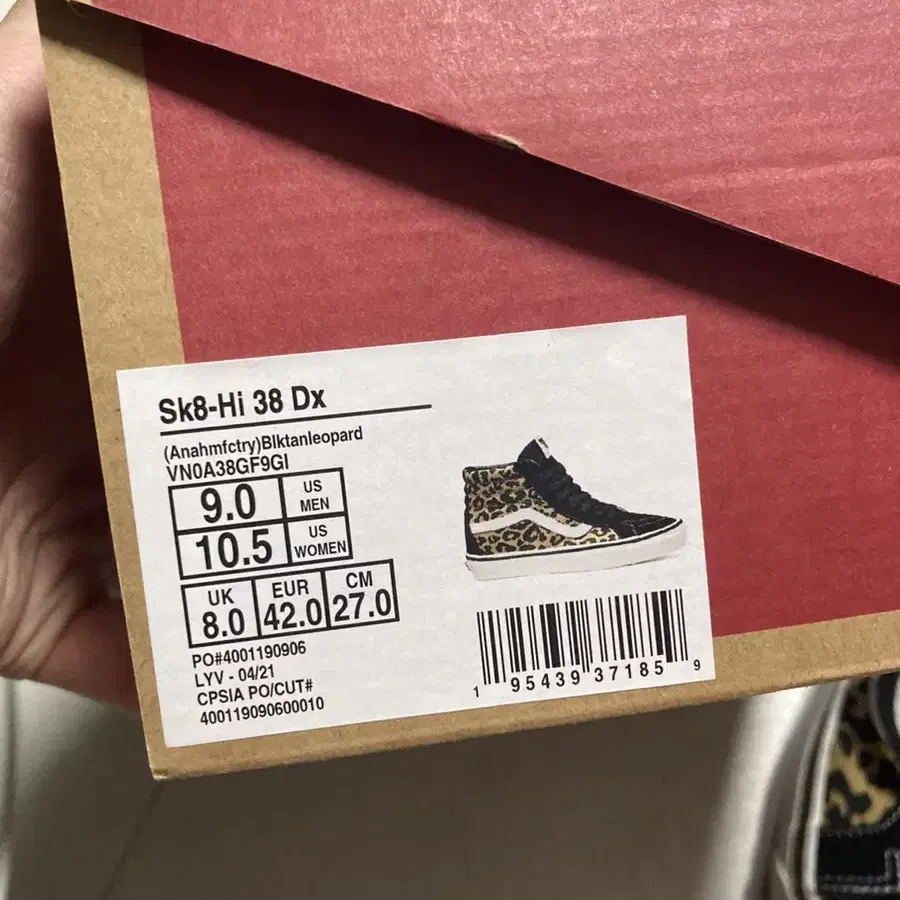 Sk8-Hi 38 Dx
(Anahmfctry)Blktanleopard
VN0A38GF9GI
9.0 US MEN
10.5 US WOMEN
UK EUR CM
8.0 42.0 27.0
PO#4001190906
LYV - 04/21
CPSIA PO/CUT#
400119090600010
1 95439 37185 9